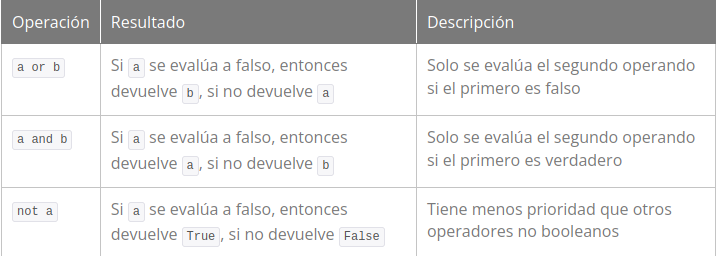 Operación Resultado Descripción
a or b
Si a se evalúa a falso, entonces
devuelve b, si no devuelve a
Solo se evalúa el segundo operando
si el primero es falso
a and b
Si a se evalúa a falso, entonces
devuelve a, si no devuelve b
Solo se evalúa el segundo operando
si el primero es verdadero
not a
Si a se evalúa a falso, entonces
devuelve True, si no devuelve False
Tiene menos prioridad que otros
operadores no booleanos